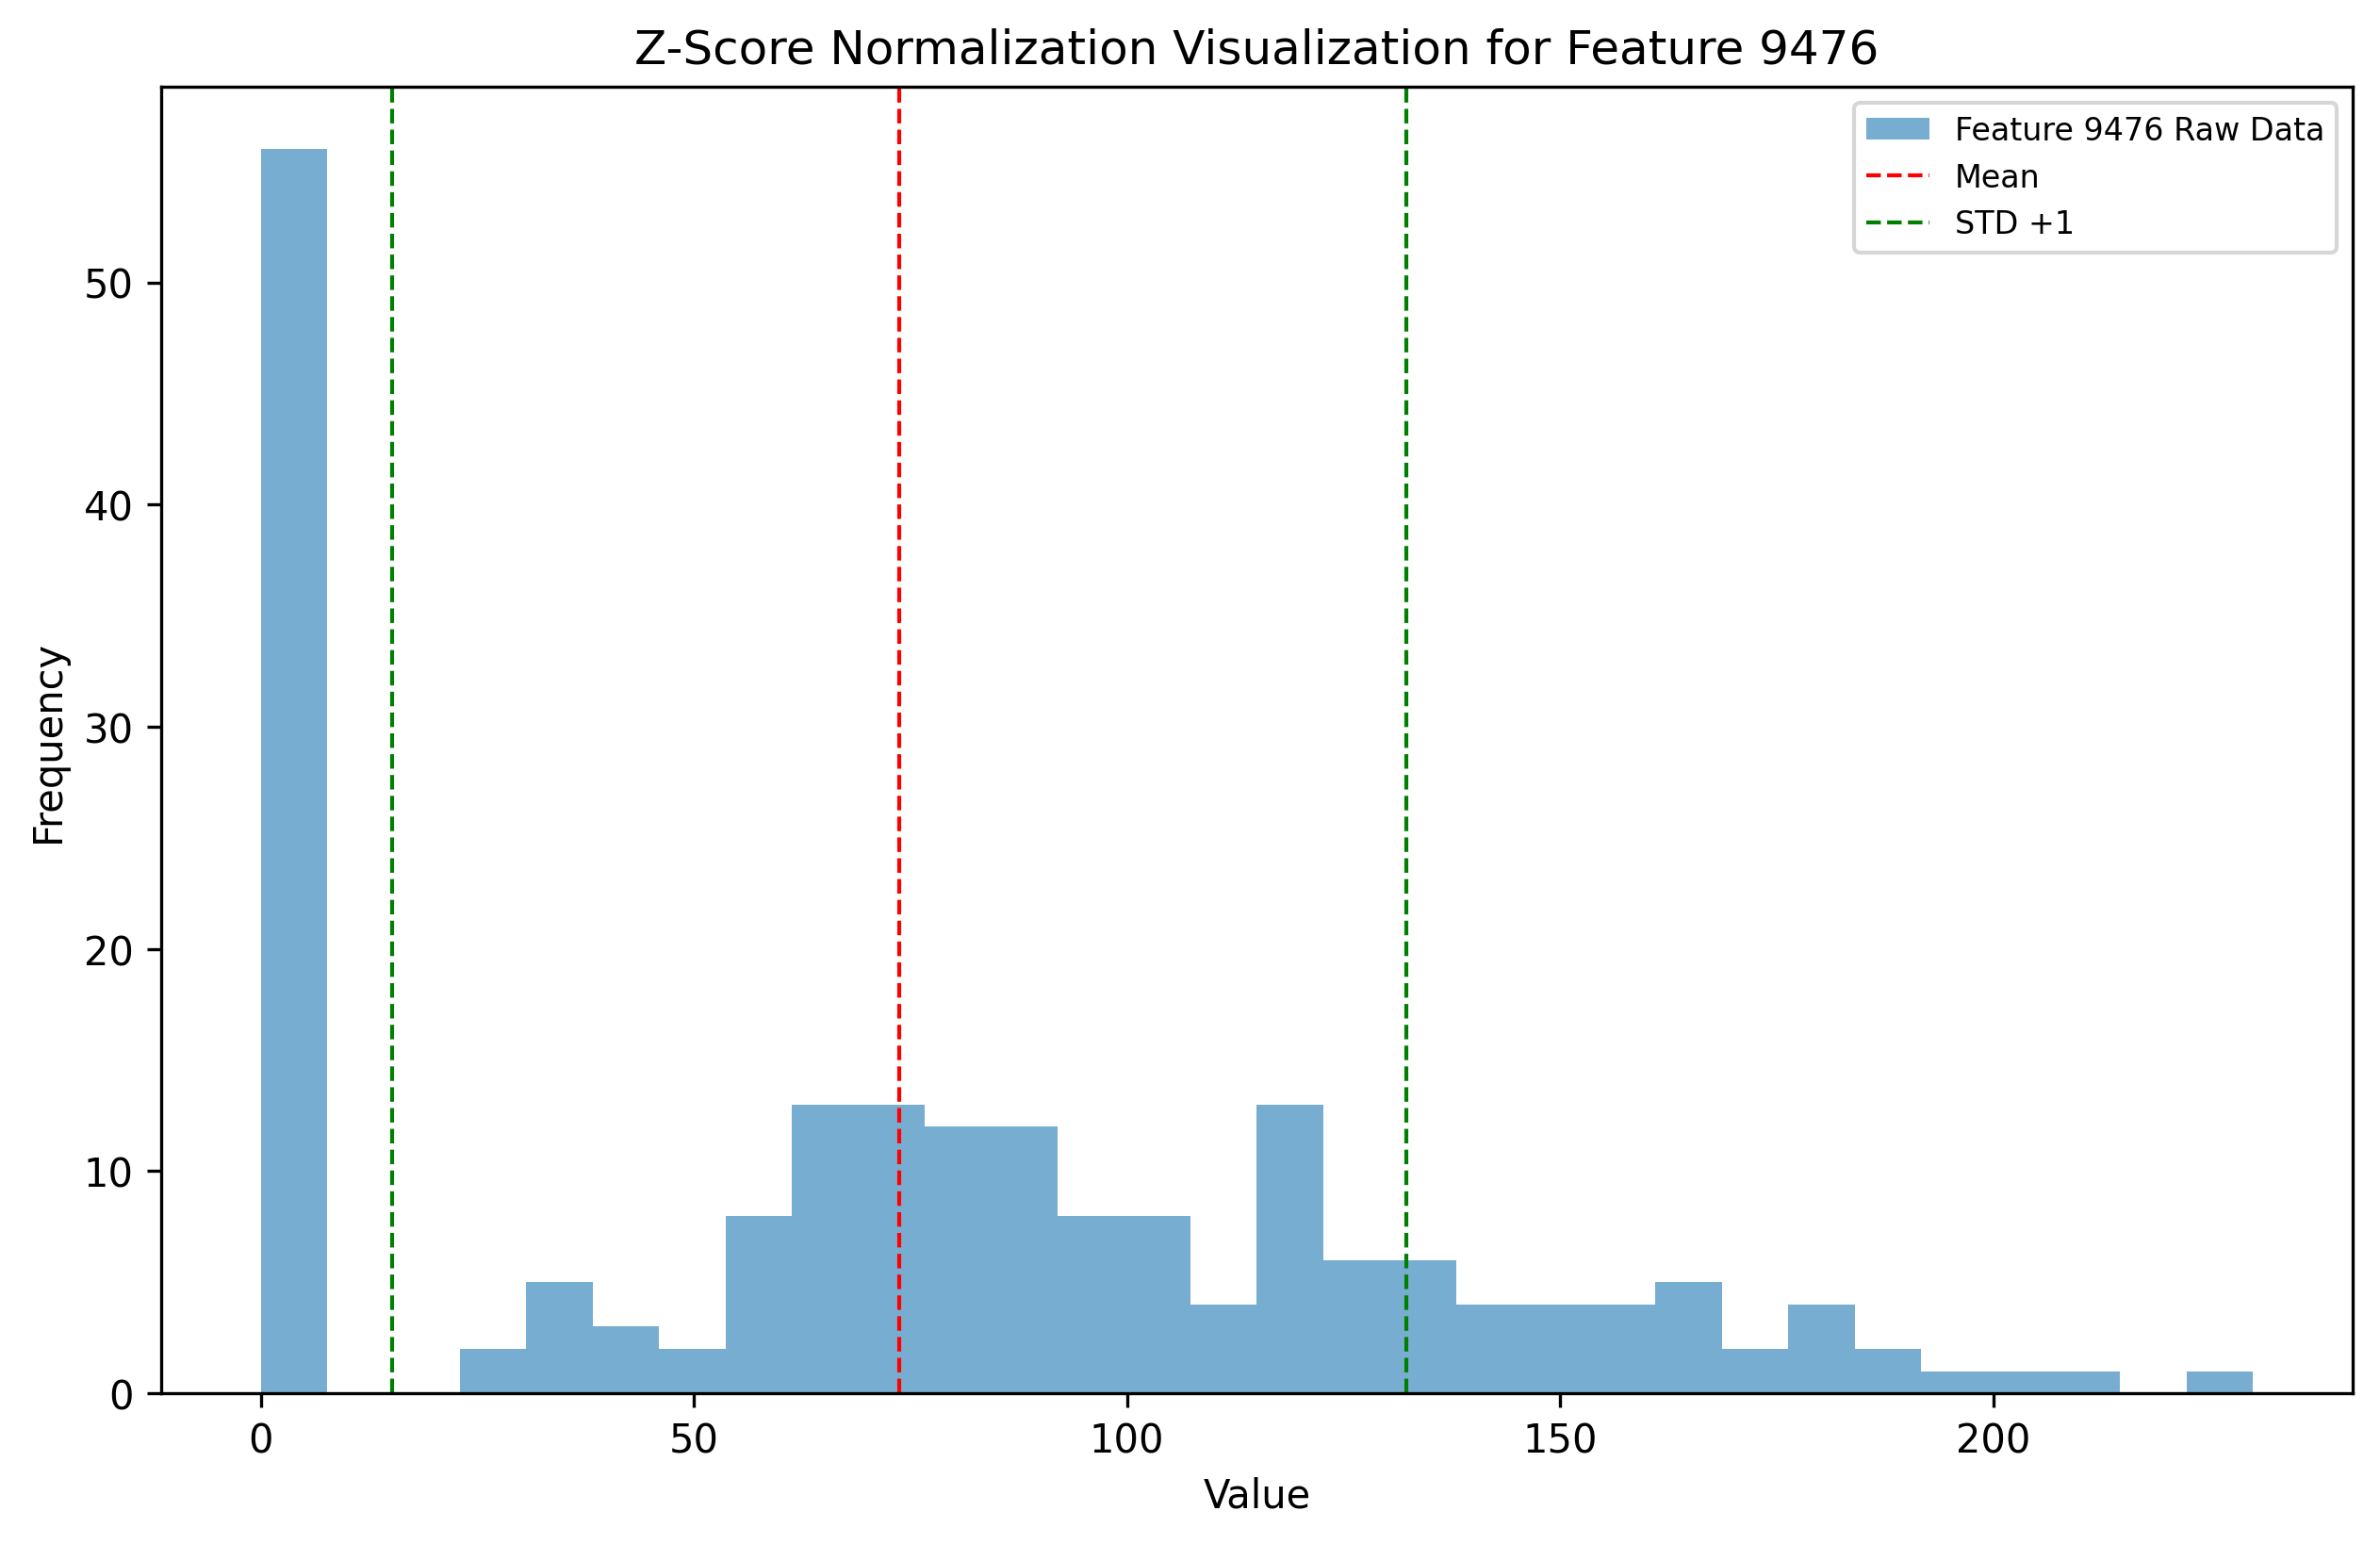 Z-Score Normalization Visualization for Feature 9476
Feature 9476 Raw Data
Mean
STD +1
Frequency
50
40
30
20
10
0
0 50 100 150 200
Value